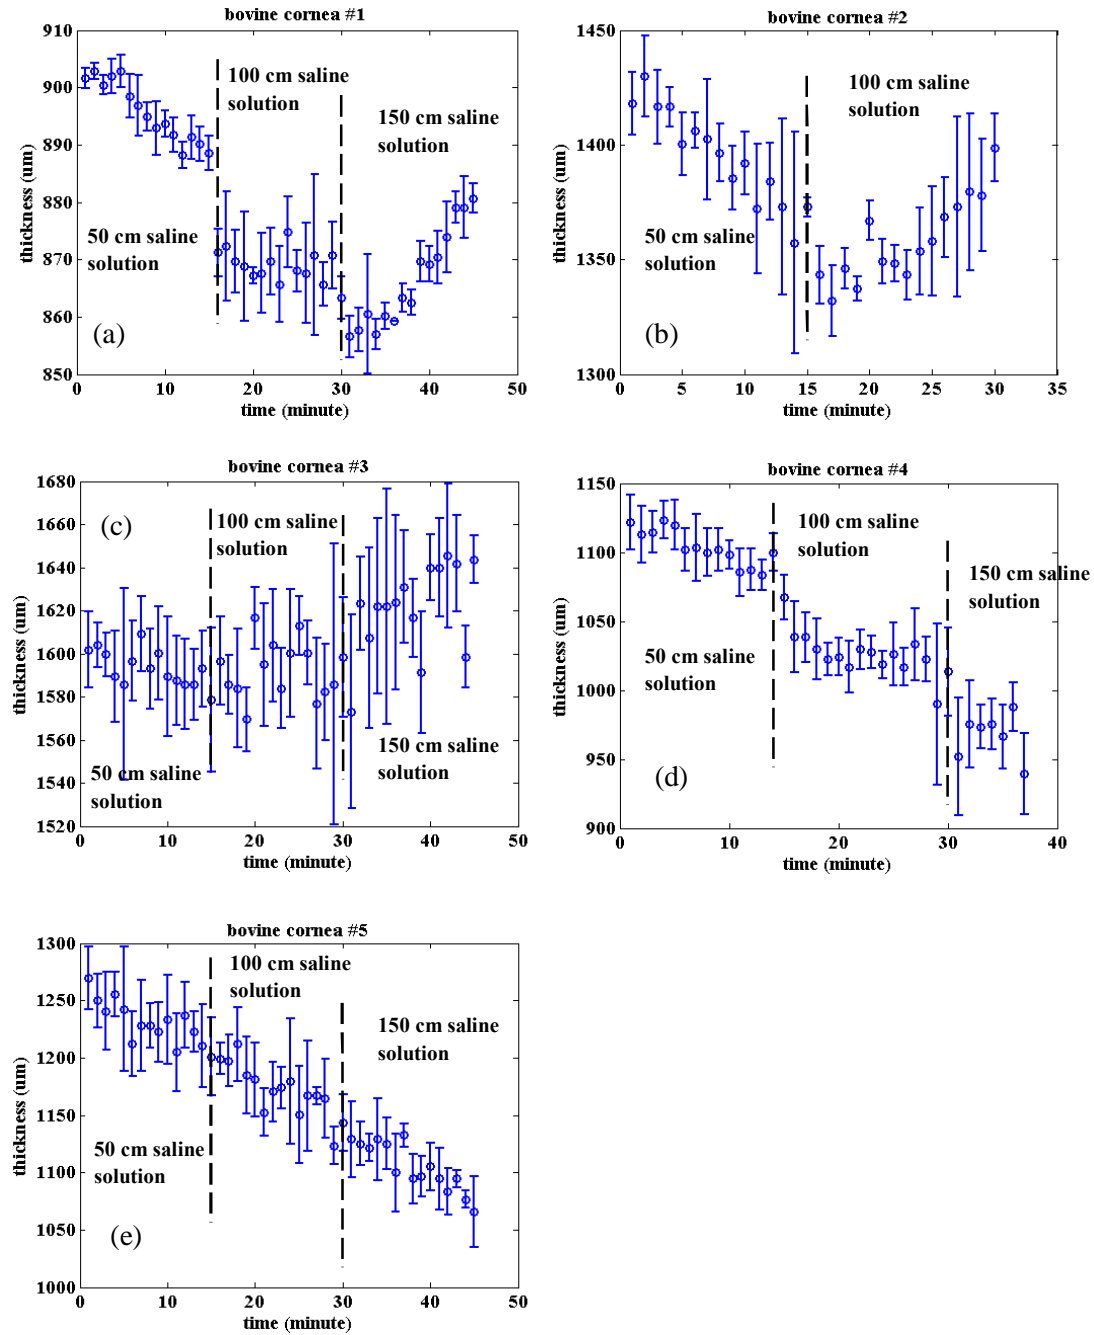 bovine cornea #1
910
900
890
880
870
860
850
thickness (um)
100 cm saline
solution
150 cm saline
solution
50 cm saline
solution
(a)
0
10
20
30
40
50
time (minute)
bovine cornea #2
1450
1400
1350
1300
thickness (um)
100 cm saline
solution
50 cm saline
solution
(b)
0
5
10
15
20
25
30
35
time (minute)
bovine cornea #3
1680
1660
1640
1620
1600
1580
1560
1540
1520
thickness (um)
(c)
100 cm saline
solution
150 cm saline
solution
50 cm saline
solution
0
10
20
30
40
50
time (minute)
bovine cornea #4
1150
1100
1050
1000
950
900
thickness (um)
100 cm saline
solution
150 cm saline
solution
50 cm saline
solution
(d)
0
10
20
30
40
time (minute)
bovine cornea #5
1300
1250
1200
1150
1100
1050
1000
thickness (um)
100 cm saline
solution
150 cm saline
solution
50 cm saline
solution
(e)
0
10
20
30
40
50
time (minute)